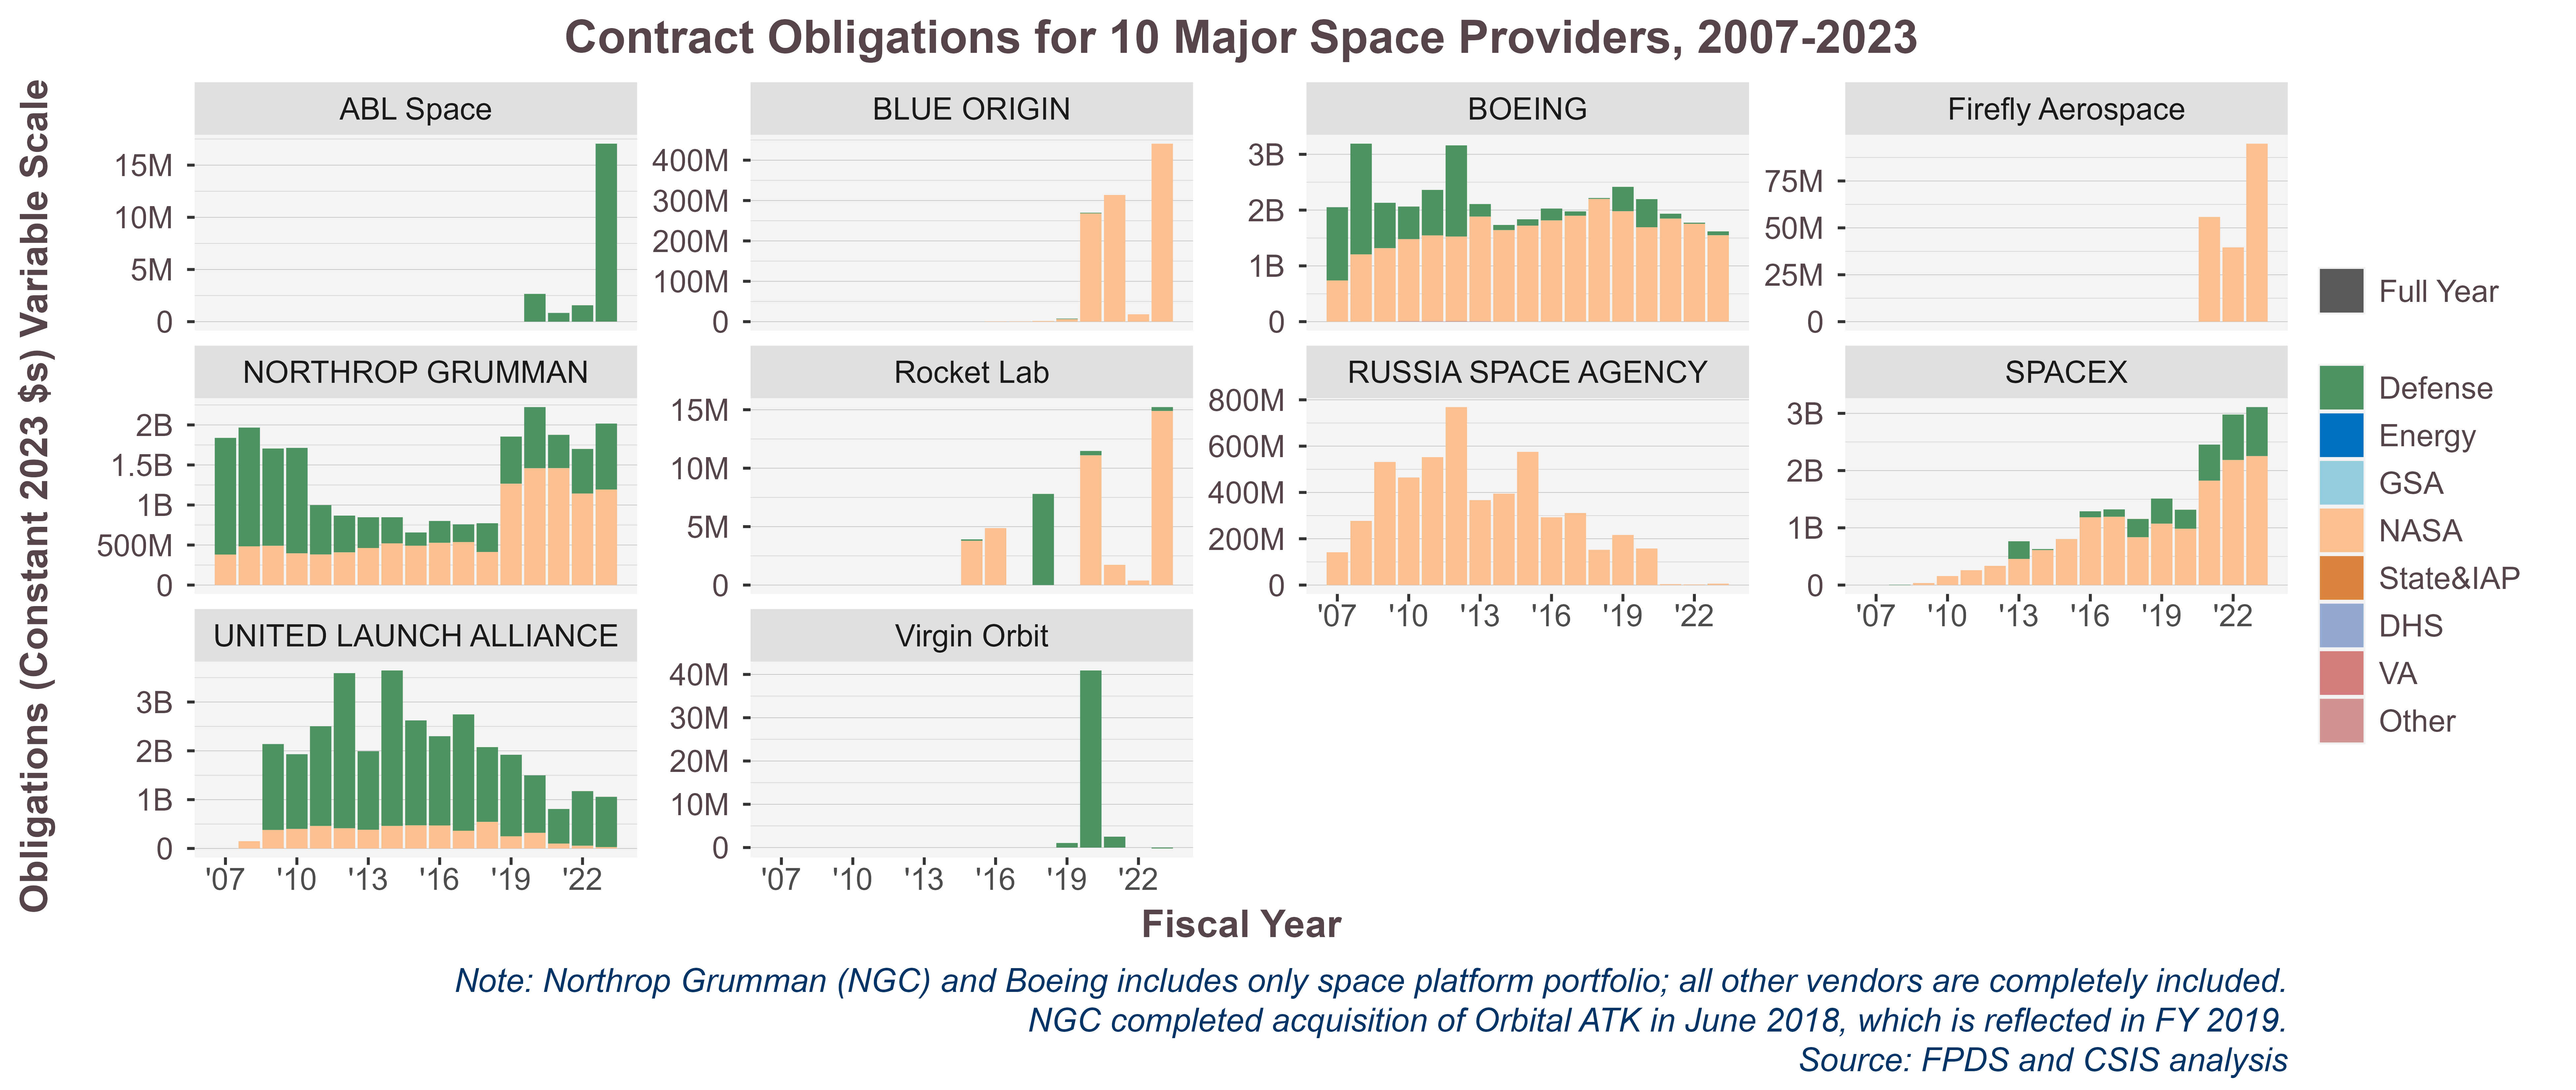 Contract Obligations for 10 Major Space Providers, 2007-2023
Obligations (Constant 2023 $s) Variable Scale
ABL Space
15M
10M
5M
0
BLUE ORIGIN
400M
300M
200M
100M
0
BOEING
3B
2B
1B
0
Firefly Aerospace
75M
50M
25M
0
NORTHROP GRUMMAN
2B
1.5B
1B
500M
0
Rocket Lab
15M
10M
5M
0
RUSSIA SPACE AGENCY
800M
600M
400M
200M
0
'07 '10 '13 '16 '19 '22
SPACEX
3B
2B
1B
0
'07 '10 '13 '16 '19 '22
UNITED LAUNCH ALLIANCE
3B
2B
1B
0
'07 '10 '13 '16 '19 '22
Virgin Orbit
40M
30M
20M
10M
0
'07 '10 '13 '16 '19 '22
Fiscal Year
Full Year
Defense
Energy
GSA
NASA
State&IAP
DHS
VA
Other
Note: Northrop Grumman (NGC) and Boeing includes only space platform portfolio; all other vendors are completely included.
NGC completed acquisition of Orbital ATK in June 2018, which is reflected in FY 2019.
Source: FPDS and CSIS analysis